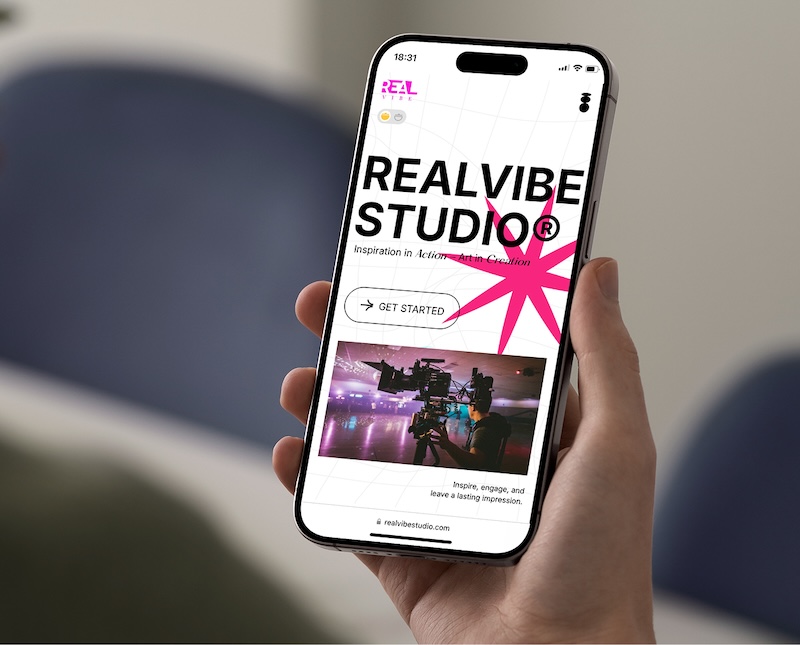 18:31
REAL
VIBE
REALVIBE
STUDIO®
Inspiration in Action - Art in Creation
GET STARTED
Inspire, engage, and
leave a lasting impression.
realvibestudio.com